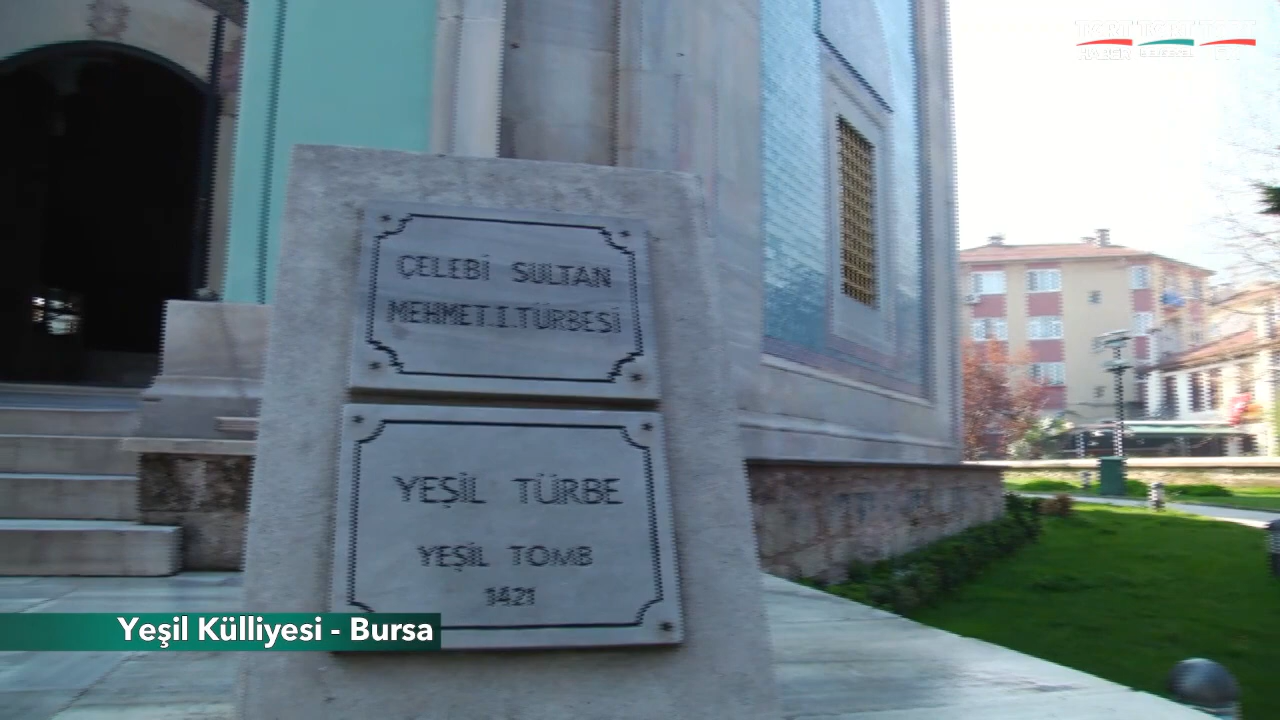 ÇELEBİ SULTAN
MEHMET.I.TÜRBESİ
YEŞİL TÜRBE
YEŞİL TOMB
1421
Yeşil Külliyesi - Bursa